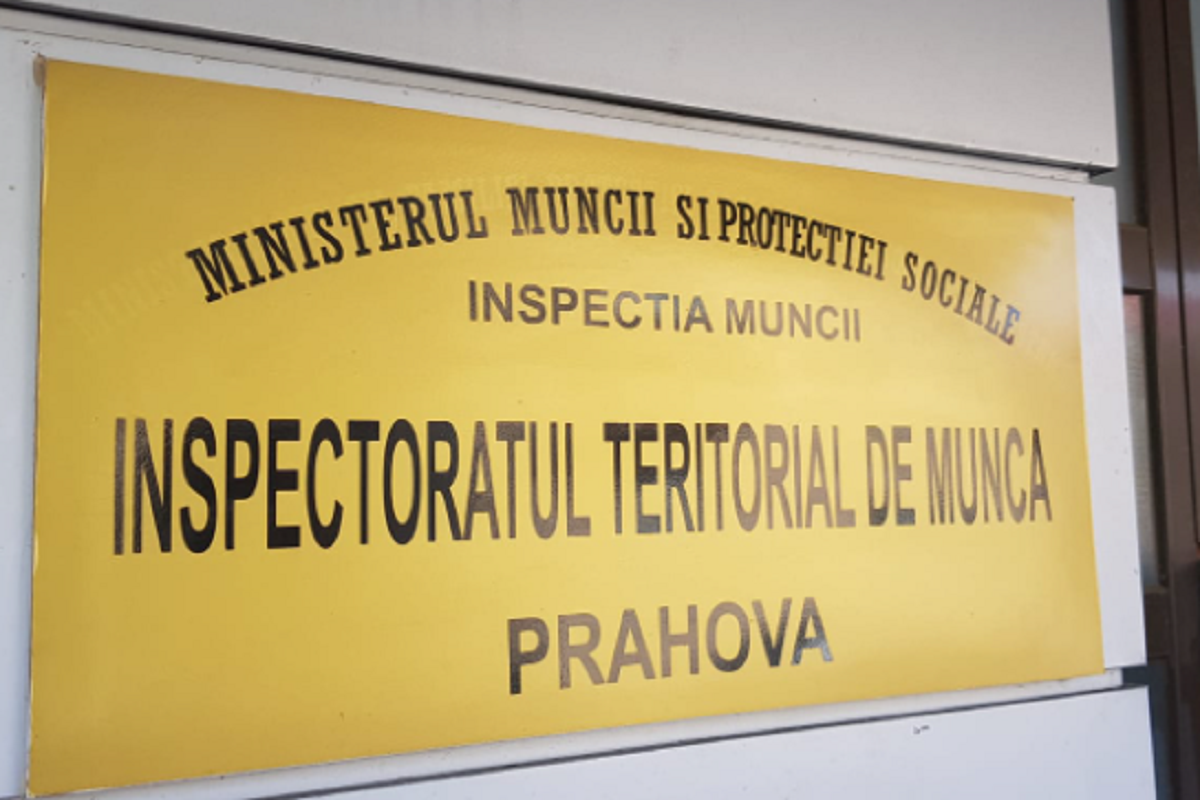 MINISTERUL MUNCII SI PROTECTIEI SOCIALE
INSPECTIA MUNCII
INSPECTORATUL TERITORIAL DE MUNCA
PRAHOVA